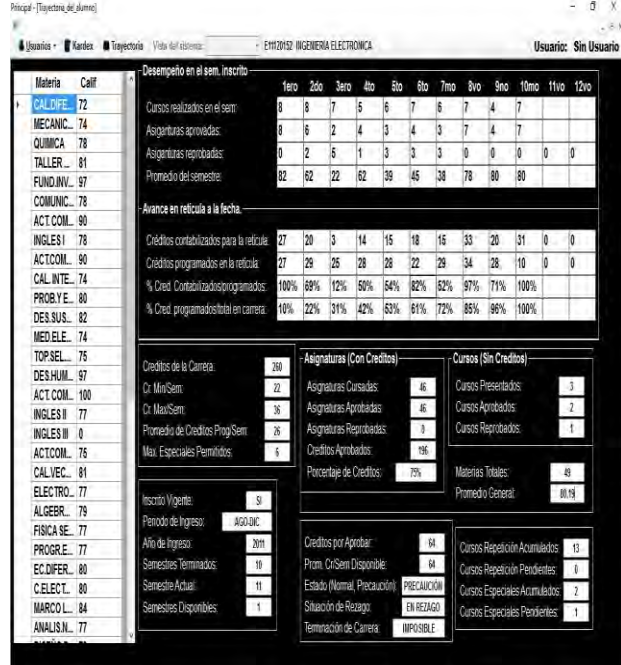 Principal - [Trayectoria_del_alumno]
Usuarios Kardex Trayectoria Vista del sistema: E11120152 INGENIERÍA ELECTRONICA Usuario: Sin Usuario
Materia Calif
CAL.DIFE... 72
MECANIC... 74
QUIMICA 78
TALLER ... 81
FUND.INV... 97
COMUNIC... 78
ACT.COM... 90
INGLES I 78
ACT.COM... 90
CAL. INTE... 74
PROB.Y E... 80
DES.SUS... 82
MED.ELE... 74
TOP.SEL... 75
DES.HUM... 97
ACT.COM... 100
INGLES II 77
INGLES III 0
ACT.COM... 75
CAL.VEC... 81
ELECTRO... 77
ALGEBR... 79
FISICA SE... 77
PROGR.E... 77
EC.DIFER... 80
C.ELECT... 80
MARCO L... 84
ANALIS.N... 77
Desempeño en el sem. inscrito
1ero 2do 3ero 4to 5to 6to 7mo 8vo 9no 10mo 11vo 12vo
Cursos realizados en el sem: 8 8 7 5 6 7 6 7 4 7
Asiganturas aprovadas: 8 6 2 4 3 4 3 7 4 7
Asiganturas reprobadas: 0 2 5 1 3 3 3 0 0 0 0 0
Promedio del semestre: 82 62 22 62 39 45 38 78 80 80
Avance en reticula a la fecha.
Créditos contabilizados para la reticula: 27 20 3 14 15 18 15 33 20 31 0 0
Créditos programados en la reticula: 27 29 25 28 28 22 29 34 28 10 0 0
% Cred. Contabilizados/programados: 100% 69% 12% 50% 54% 82% 52% 97% 71% 100%
% Cred. programados/total en carrera: 10% 22% 31% 42% 53% 61% 72% 85% 96% 100%
Creditos de la Carrera: 260
Cr. Min/Sem: 22
Cr. Max/Sem: 36
Promedio de Creditos Prog/Sem: 26
Max. Especiales Permitidos: 6
Asignaturas (Con Creditos)
Asignaturas Cursadas: 46
Asignaturas Aprobadas: 46
Asignaturas Reprobadas: 0
Creditos Aprobados: 196
Porcentaje de Creditos: 75%
Cursos (Sin Creditos)
Cursos Presentados: 3
Cursos Aprobados: 2
Cursos Reprobados: 1
Materias Totales: 49
Promedio General: 80.19
Inscrito Vigente: SI
Periodo de Ingreso: AGO-DIC
Año de Ingreso: 2011
Semestres Terminados: 10
Semestre Actual: 11
Semestres Disponibles: 1
Creditos por Aprobar: 64
Prom. Cr/Sem Disponible: 64
Estado (Normal, Precaución): PRECAUCIÓN
Situación de Rezago: EN REZAGO
Terminación de Carrera: IMPOSIBLE
Cursos Repetición Acumulados: 13
Cursos Repetición Pendientes: 0
Cursos Especiales Acumulados: 2
Cursos Especiales Pendientes: 1